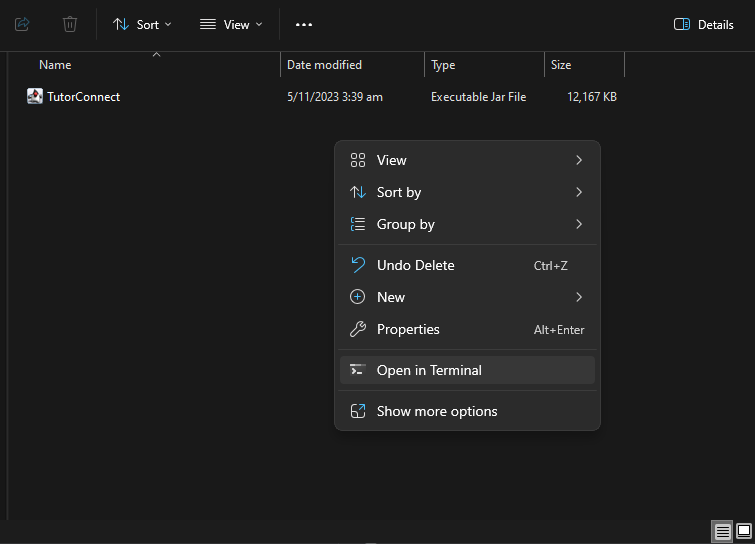 Sort View ... Details
Name Date modified Type Size
TutorConnect 5/11/2023 3:39 am Executable Jar File 12,167 KB
View
Sort by
Group by
Undo Delete Ctrl+Z
New
Properties Alt+Enter
Open in Terminal
Show more options